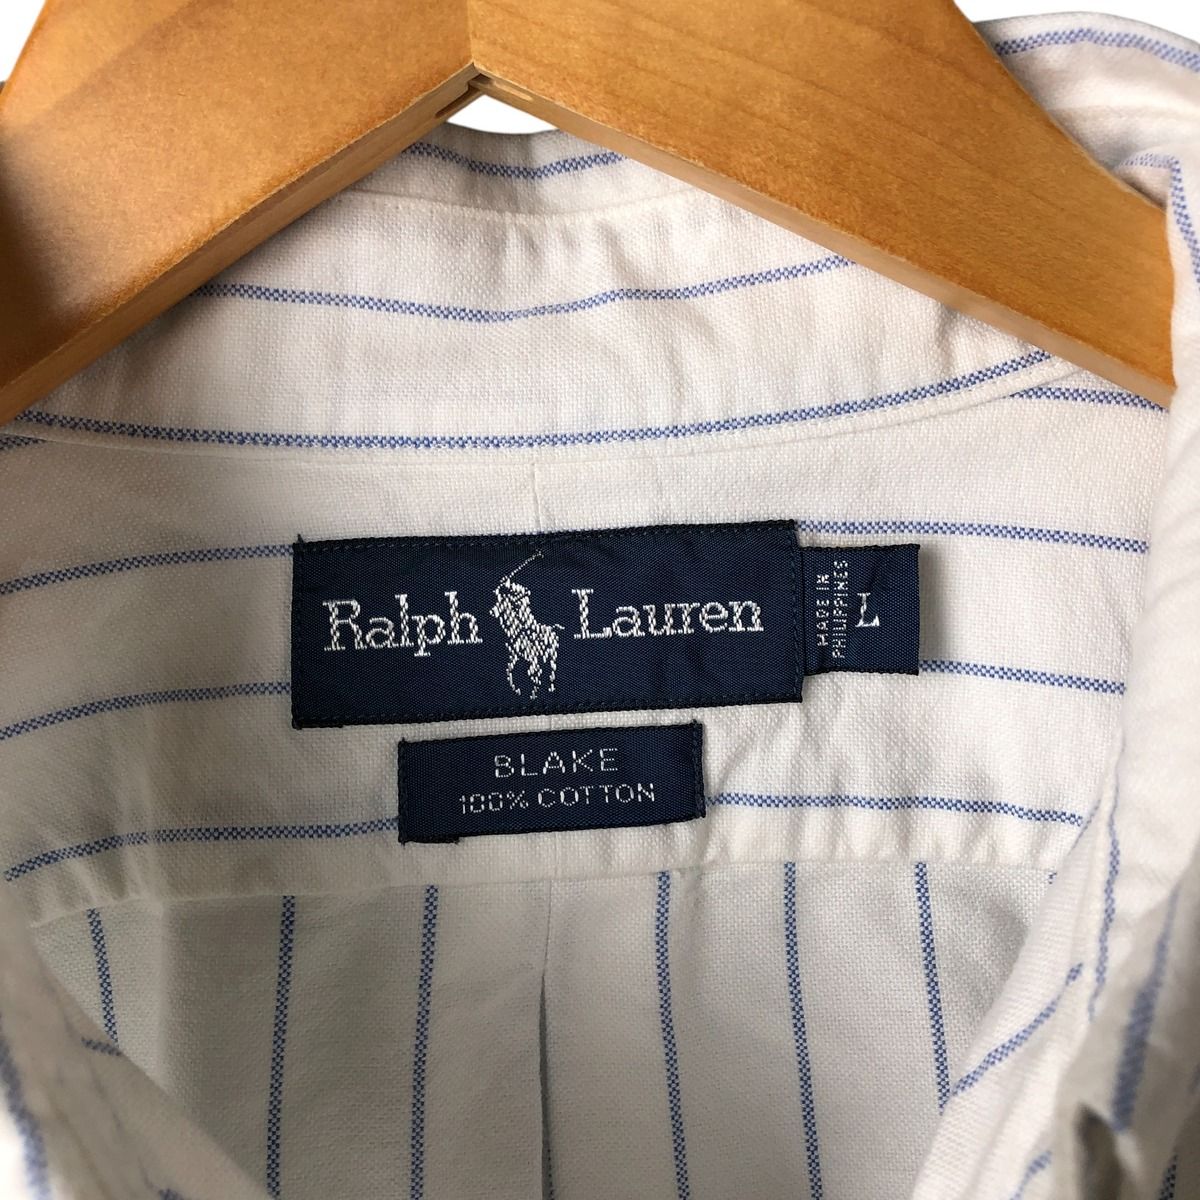 Ralph Lauren
MADE IN
PHILIPPINES
L
BLAKE
100% COTTON